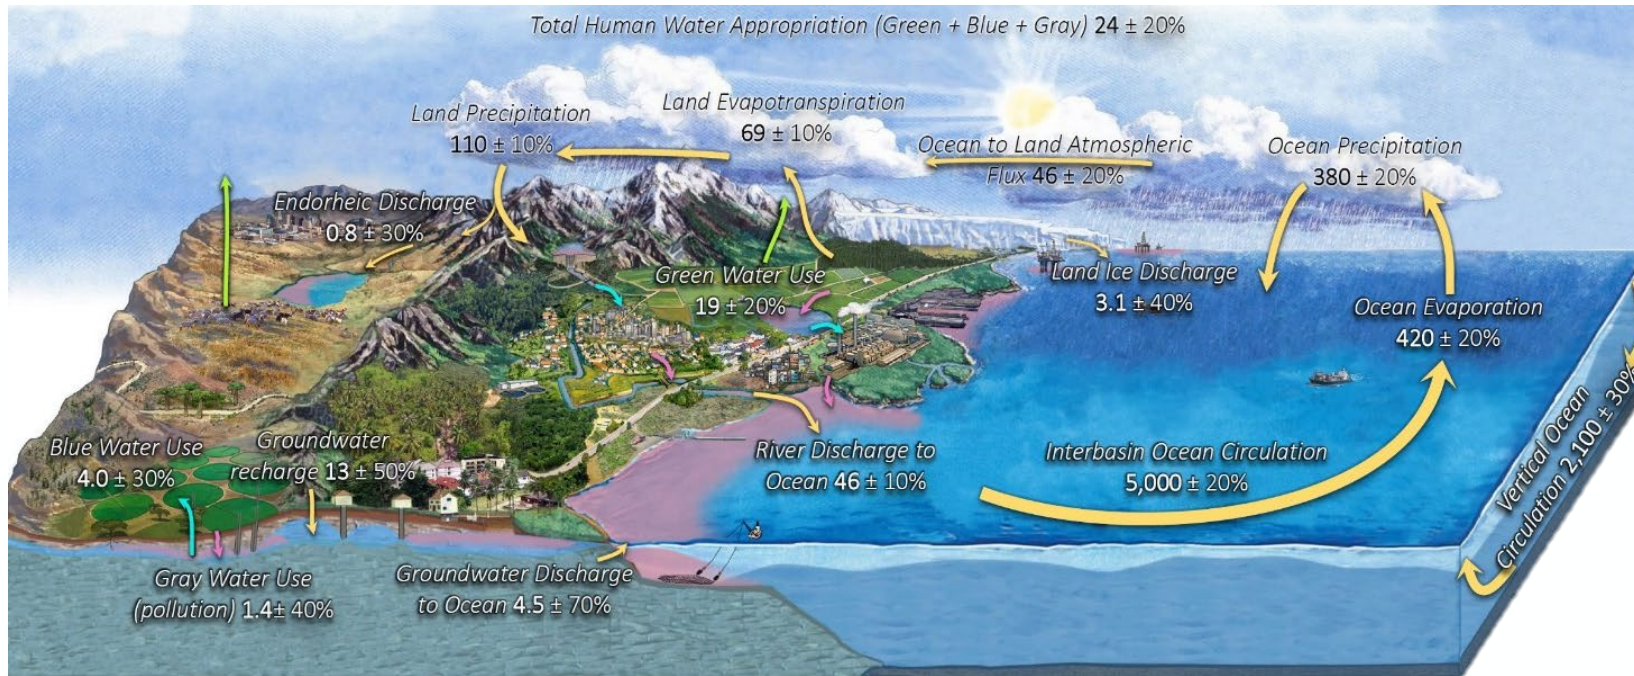 Total Human Water Appropriation (Green + Blue + Gray) 24 ± 20%
Land Precipitation
110 ± 10%
Land Evapotranspiration
69 ± 10%
Ocean to Land Atmospheric
Flux 46 ± 20%
Ocean Precipitation
380 ± 20%
Endorheic Discharge
0.8 ± 30%
Green Water Use
19 ± 20%
Land Ice Discharge
3.1 ± 40%
Ocean Evaporation
420 ± 20%
Blue Water Use
4.0 ± 30%
Groundwater
recharge 13 ± 50%
River Discharge to
Ocean 46 ± 10%
Interbasin Ocean Circulation
5,000 ± 20%
Vertical Ocean
Circulation 2,100 ± 30%
Gray Water Use
(pollution) 1.4± 40%
Groundwater Discharge
to Ocean 4.5 ± 70%